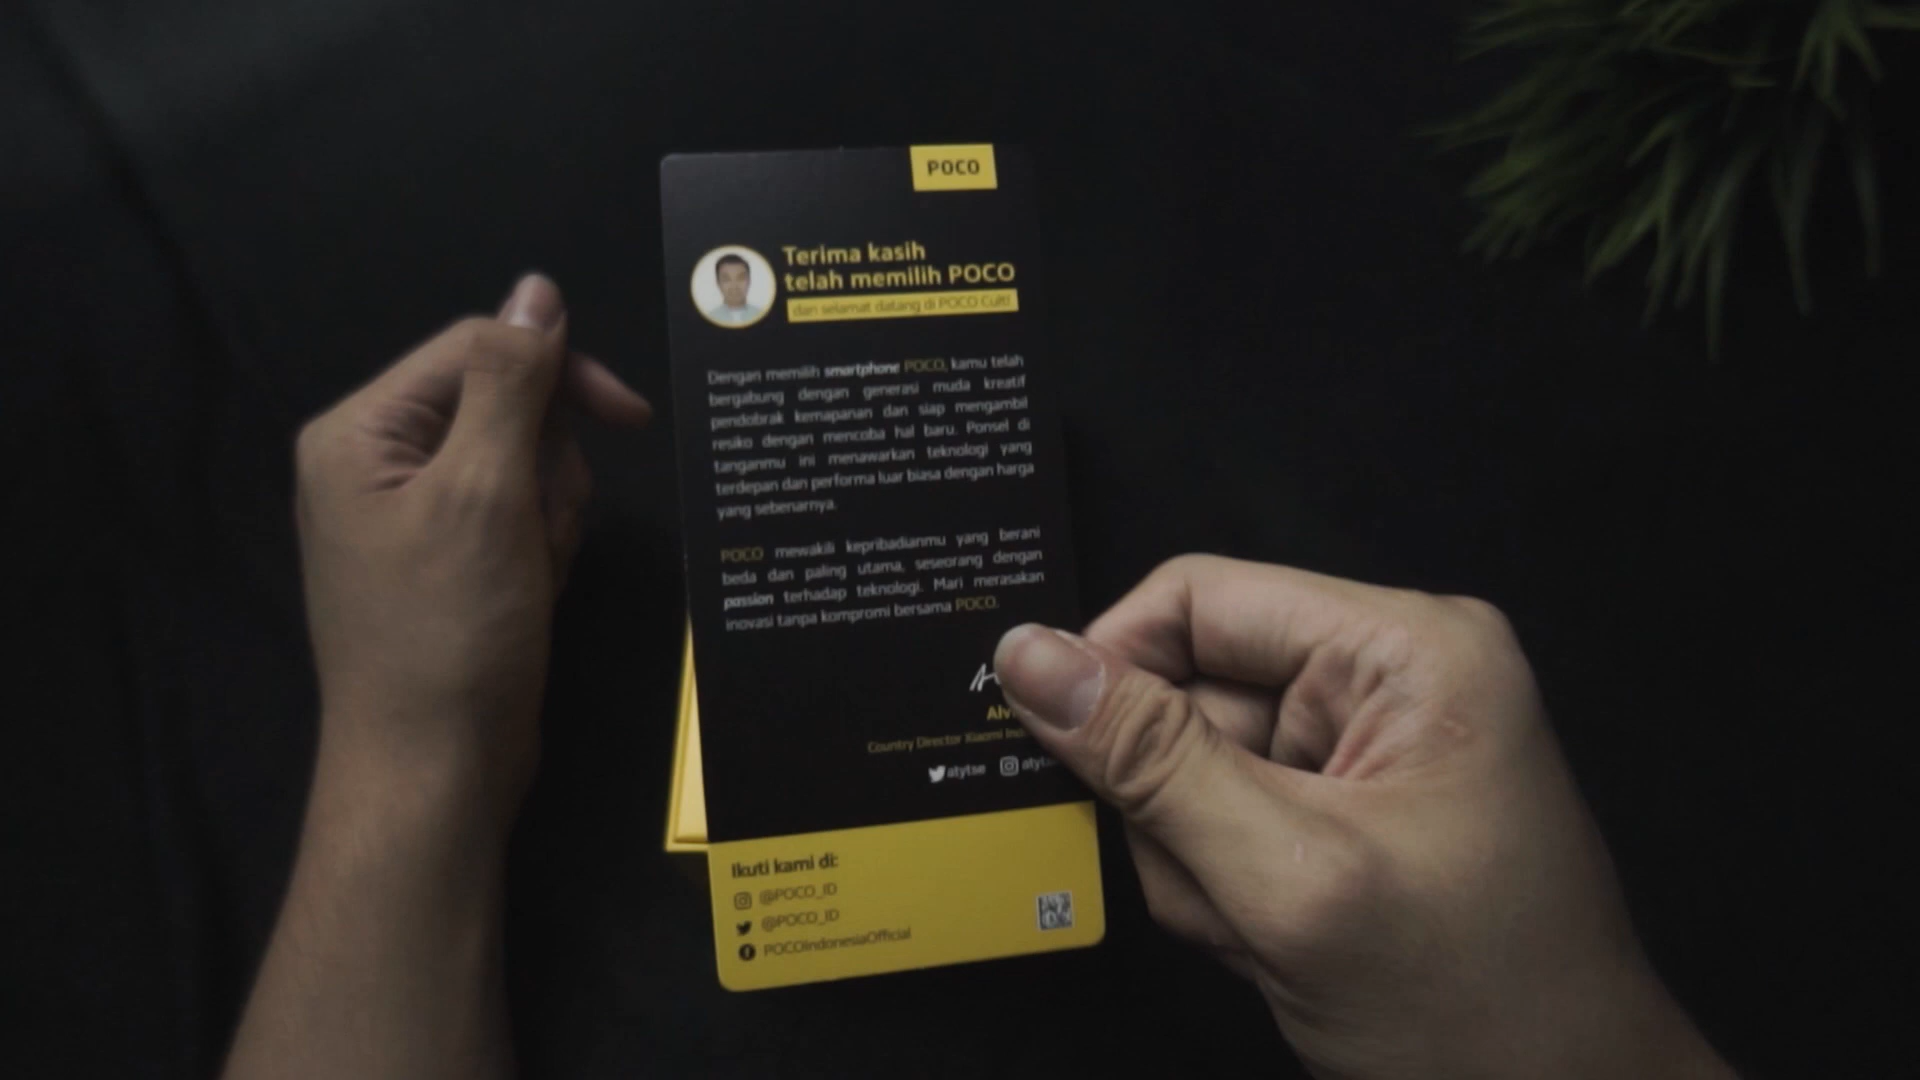 POCO
Terima kasih
telah memilih POCO
dan selamat datang di POCO Cult!
Dengan memilih smartphone POCO, kamu telah
bergabung dengan generasi muda kreatif
pendobrak kemapanan dan siap mengambil
resiko dengan mencoba hal baru. Ponsel di
tanganmu ini menawarkan teknologi yang
terdepan dan performa luar biasa dengan harga
yang sebenarnya.
POCO mewakili kepribadianmu yang berani
beda dan paling utama, seseorang dengan
passion terhadap teknologi. Mari merasakan
inovasi tanpa kompromi bersama POCO.
Country Director Xiaomi
atytse
Ikuti kami di:
@POCO_ID
@POCO_ID
POCOIndonesiaOfficial